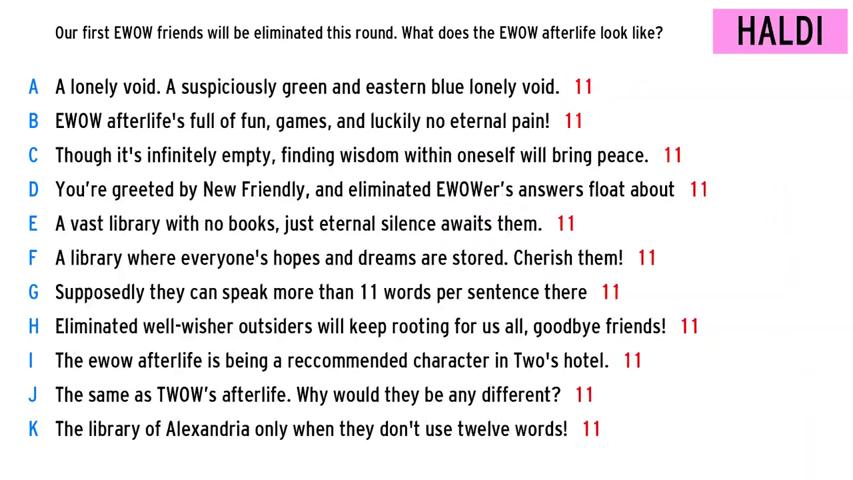 Our first EWOW friends will be eliminated this round. What does the EWOW afterlife look like?
HALDI
A A lonely void. A suspiciously green and eastern blue lonely void. 11
B EWOW afterlife's full of fun, games, and luckily no eternal pain! 11
C Though it's infinitely empty, finding wisdom within oneself will bring peace. 11
D You’re greeted by New Friendly, and eliminated EWOWer’s answers float about 11
E A vast library with no books, just eternal silence awaits them. 11
F A library where everyone's hopes and dreams are stored. Cherish them! 11
G Supposedly they can speak more than 11 words per sentence there 11
H Eliminated well-wisher outsiders will keep rooting for us all, goodbye friends! 11
I The ewow afterlife is being a reccommended character in Two's hotel. 11
J The same as TWOW’s afterlife. Why would they be any different? 11
K The library of Alexandria only when they don't use twelve words! 11